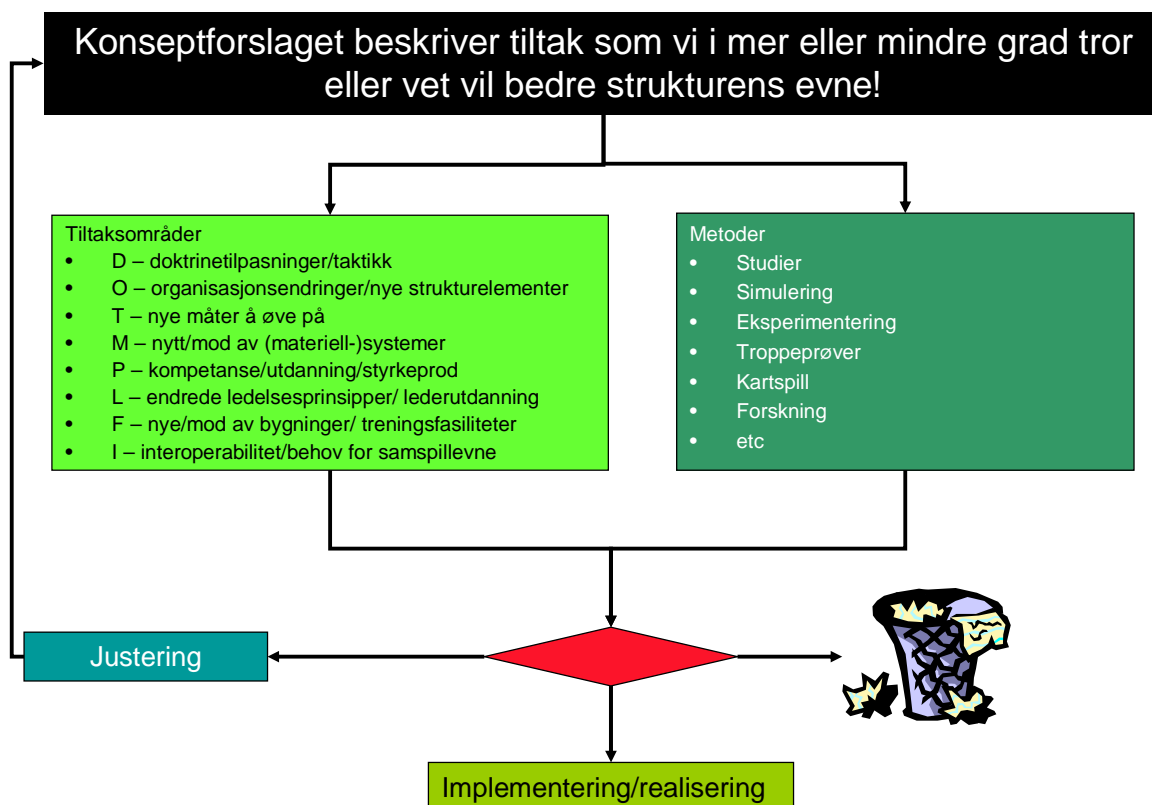 Konseptforslaget beskriver tiltak som vi i mer eller mindre grad tror
eller vet vil bedre strukturens evne!
Tiltaksområder
• D – doktrinetilpasninger/taktikk
• O – organisasjonsendringer/nye strukturelementer
• T – nye måter å øve på
• M – nytt/mod av (materiell-)systemer
• P – kompetanse/utdanning/styrkeprod
• L – endrede ledelsesprinsipper/ lederutdanning
• F – nye/mod av bygninger/ treningsfasiliteter
• I – interoperabilitet/behov for samspillevne
Metoder
• Studier
• Simulering
• Eksperimentering
• Troppeprøver
• Kartspill
• Forskning
• etc
Justering
Implementering/realisering